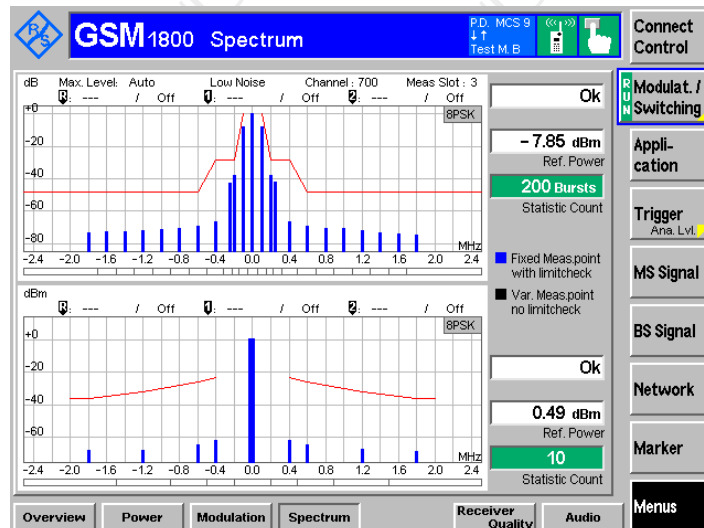 R&S
GSM 1800 Spectrum
P.D. MCS 9
↓↑
Test M. B
Connect Control
dB Max. Level: Auto Low Noise Channel : 700 Meas Slot : 3
R: --- / Off 1: --- / Off 2: --- / Off
8PSK
+0
-20
-40
-60
-80
MHz
-2.4 -2.0 -1.6 -1.2 -0.8 -0.4 0.0 0.4 0.8 1.2 1.6 2.0 2.4
Ok
– 7.85 dBm
Ref. Power
200 Bursts
Statistic Count
Fixed Meas.point
with limitcheck
Var. Meas.point
no limitcheck
dBm
R: --- / Off 1: --- / Off 2: --- / Off
8PSK
+0
-20
-40
-60
MHz
-2.4 -2.0 -1.6 -1.2 -0.8 -0.4 0.0 0.4 0.8 1.2 1.6 2.0 2.4
Ok
0.49 dBm
Ref. Power
10
Statistic Count
RUN
Modulat. /
Switching
Appli-
cation
Trigger
Ana. Lvl.
MS Signal
BS Signal
Network
Marker
Menus
Overview Power Modulation Spectrum Receiver Quality Audio